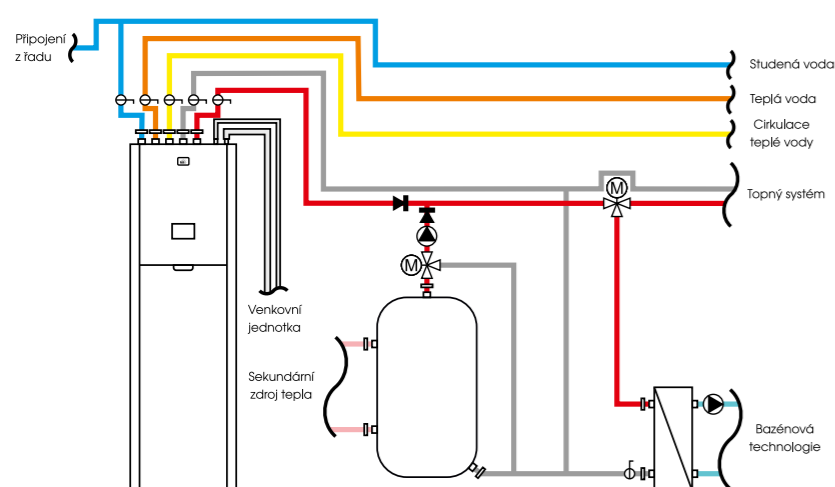 Připojení
z řadu
Studená voda
Teplá voda
Cirkulace
teplé vody
M
Topný systém
M
Venkovní
jednotka
Sekundární
zdroj tepla
Bazénová
technologie